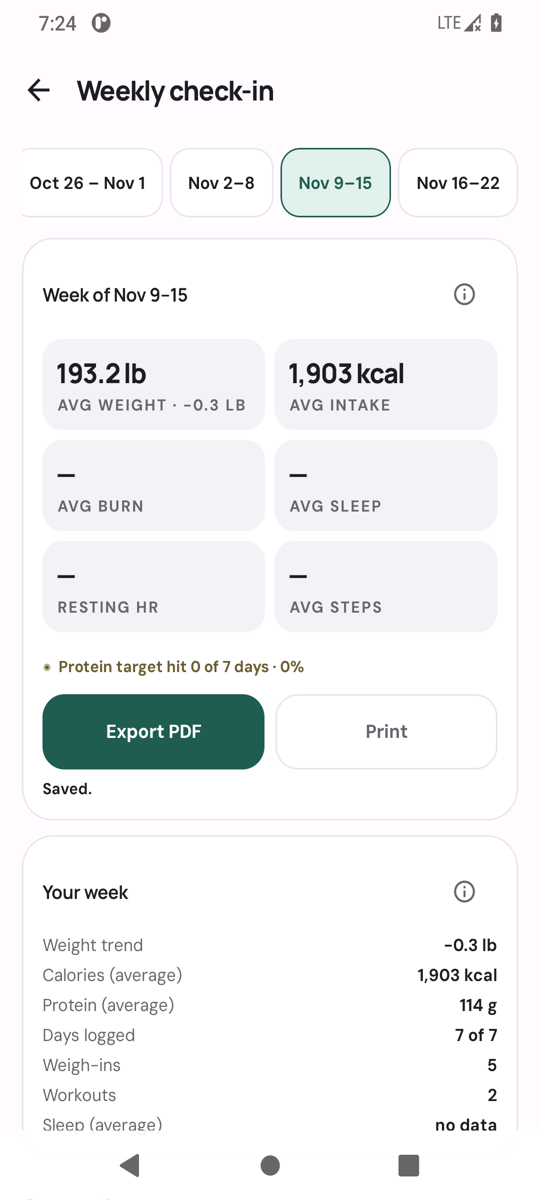 7:24
LTE
Weekly check-in
Oct 26 – Nov 1
Nov 2–8
Nov 9–15
Nov 16–22
Week of Nov 9–15
193.2 lb
AVG WEIGHT · −0.3 LB
1,903 kcal
AVG INTAKE
—
AVG BURN
—
AVG SLEEP
—
RESTING HR
—
AVG STEPS
Protein target hit 0 of 7 days · 0%
Export PDF
Print
Saved.
Your week
Weight trend −0.3 lb
Calories (average) 1,903 kcal
Protein (average) 114 g
Days logged 7 of 7
Weigh-ins 5
Workouts 2
Sleep (average) no data